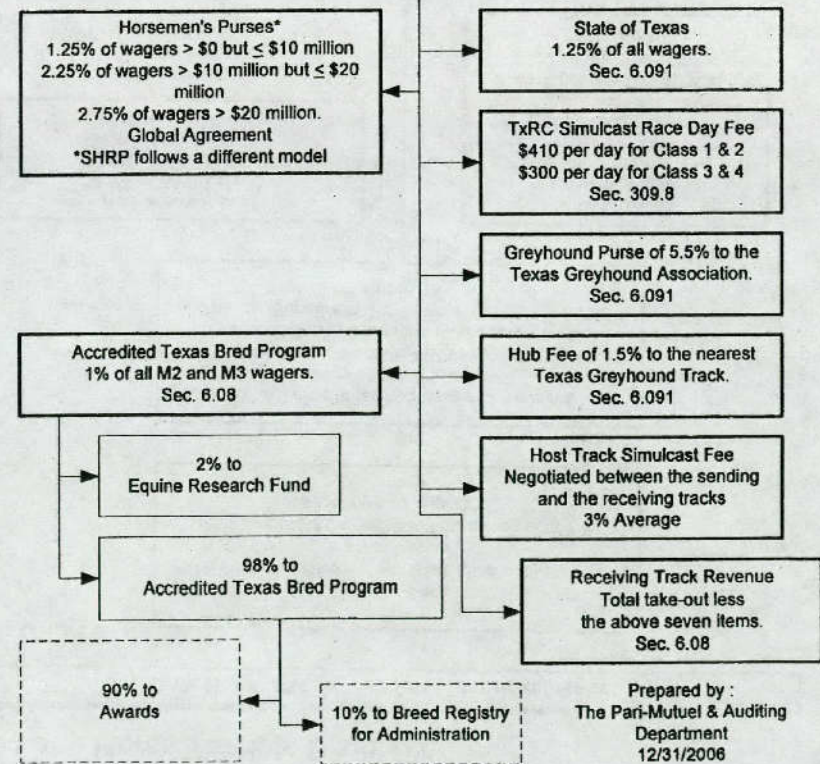 Horsemen's Purses*
1.25% of wagers > $0 but ≤ $10 million
2.25% of wagers > $10 million but ≤ $20
million
2.75% of wagers > $20 million.
Global Agreement
*SHRP follows a different model
State of Texas
1.25% of all wagers.
Sec. 6.091
TxRC Simulcast Race Day Fee
$410 per day for Class 1 & 2
$300 per day for Class 3 & 4
Sec. 309.8
Greyhound Purse of 5.5% to the
Texas Greyhound Association.
Sec. 6.091
Accredited Texas Bred Program
1% of all M2 and M3 wagers.
Sec. 6.08
Hub Fee of 1.5% to the nearest
Texas Greyhound Track.
Sec. 6.091
2% to
Equine Research Fund
Host Track Simulcast Fee
Negotiated between the sending
and the receiving tracks
3% Average
98% to
Accredited Texas Bred Program
Receiving Track Revenue
Total take-out less
the above seven items.
Sec. 6.08
90% to
Awards
10% to Breed Registry
for Administration
Prepared by :
The Pari-Mutuel & Auditing
Department
12/31/2006